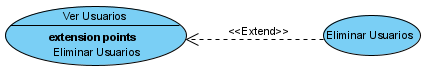 Ver Usuarios
extension points
Eliminar Usuarios
<<Extend>>
Eliminar Usuarios